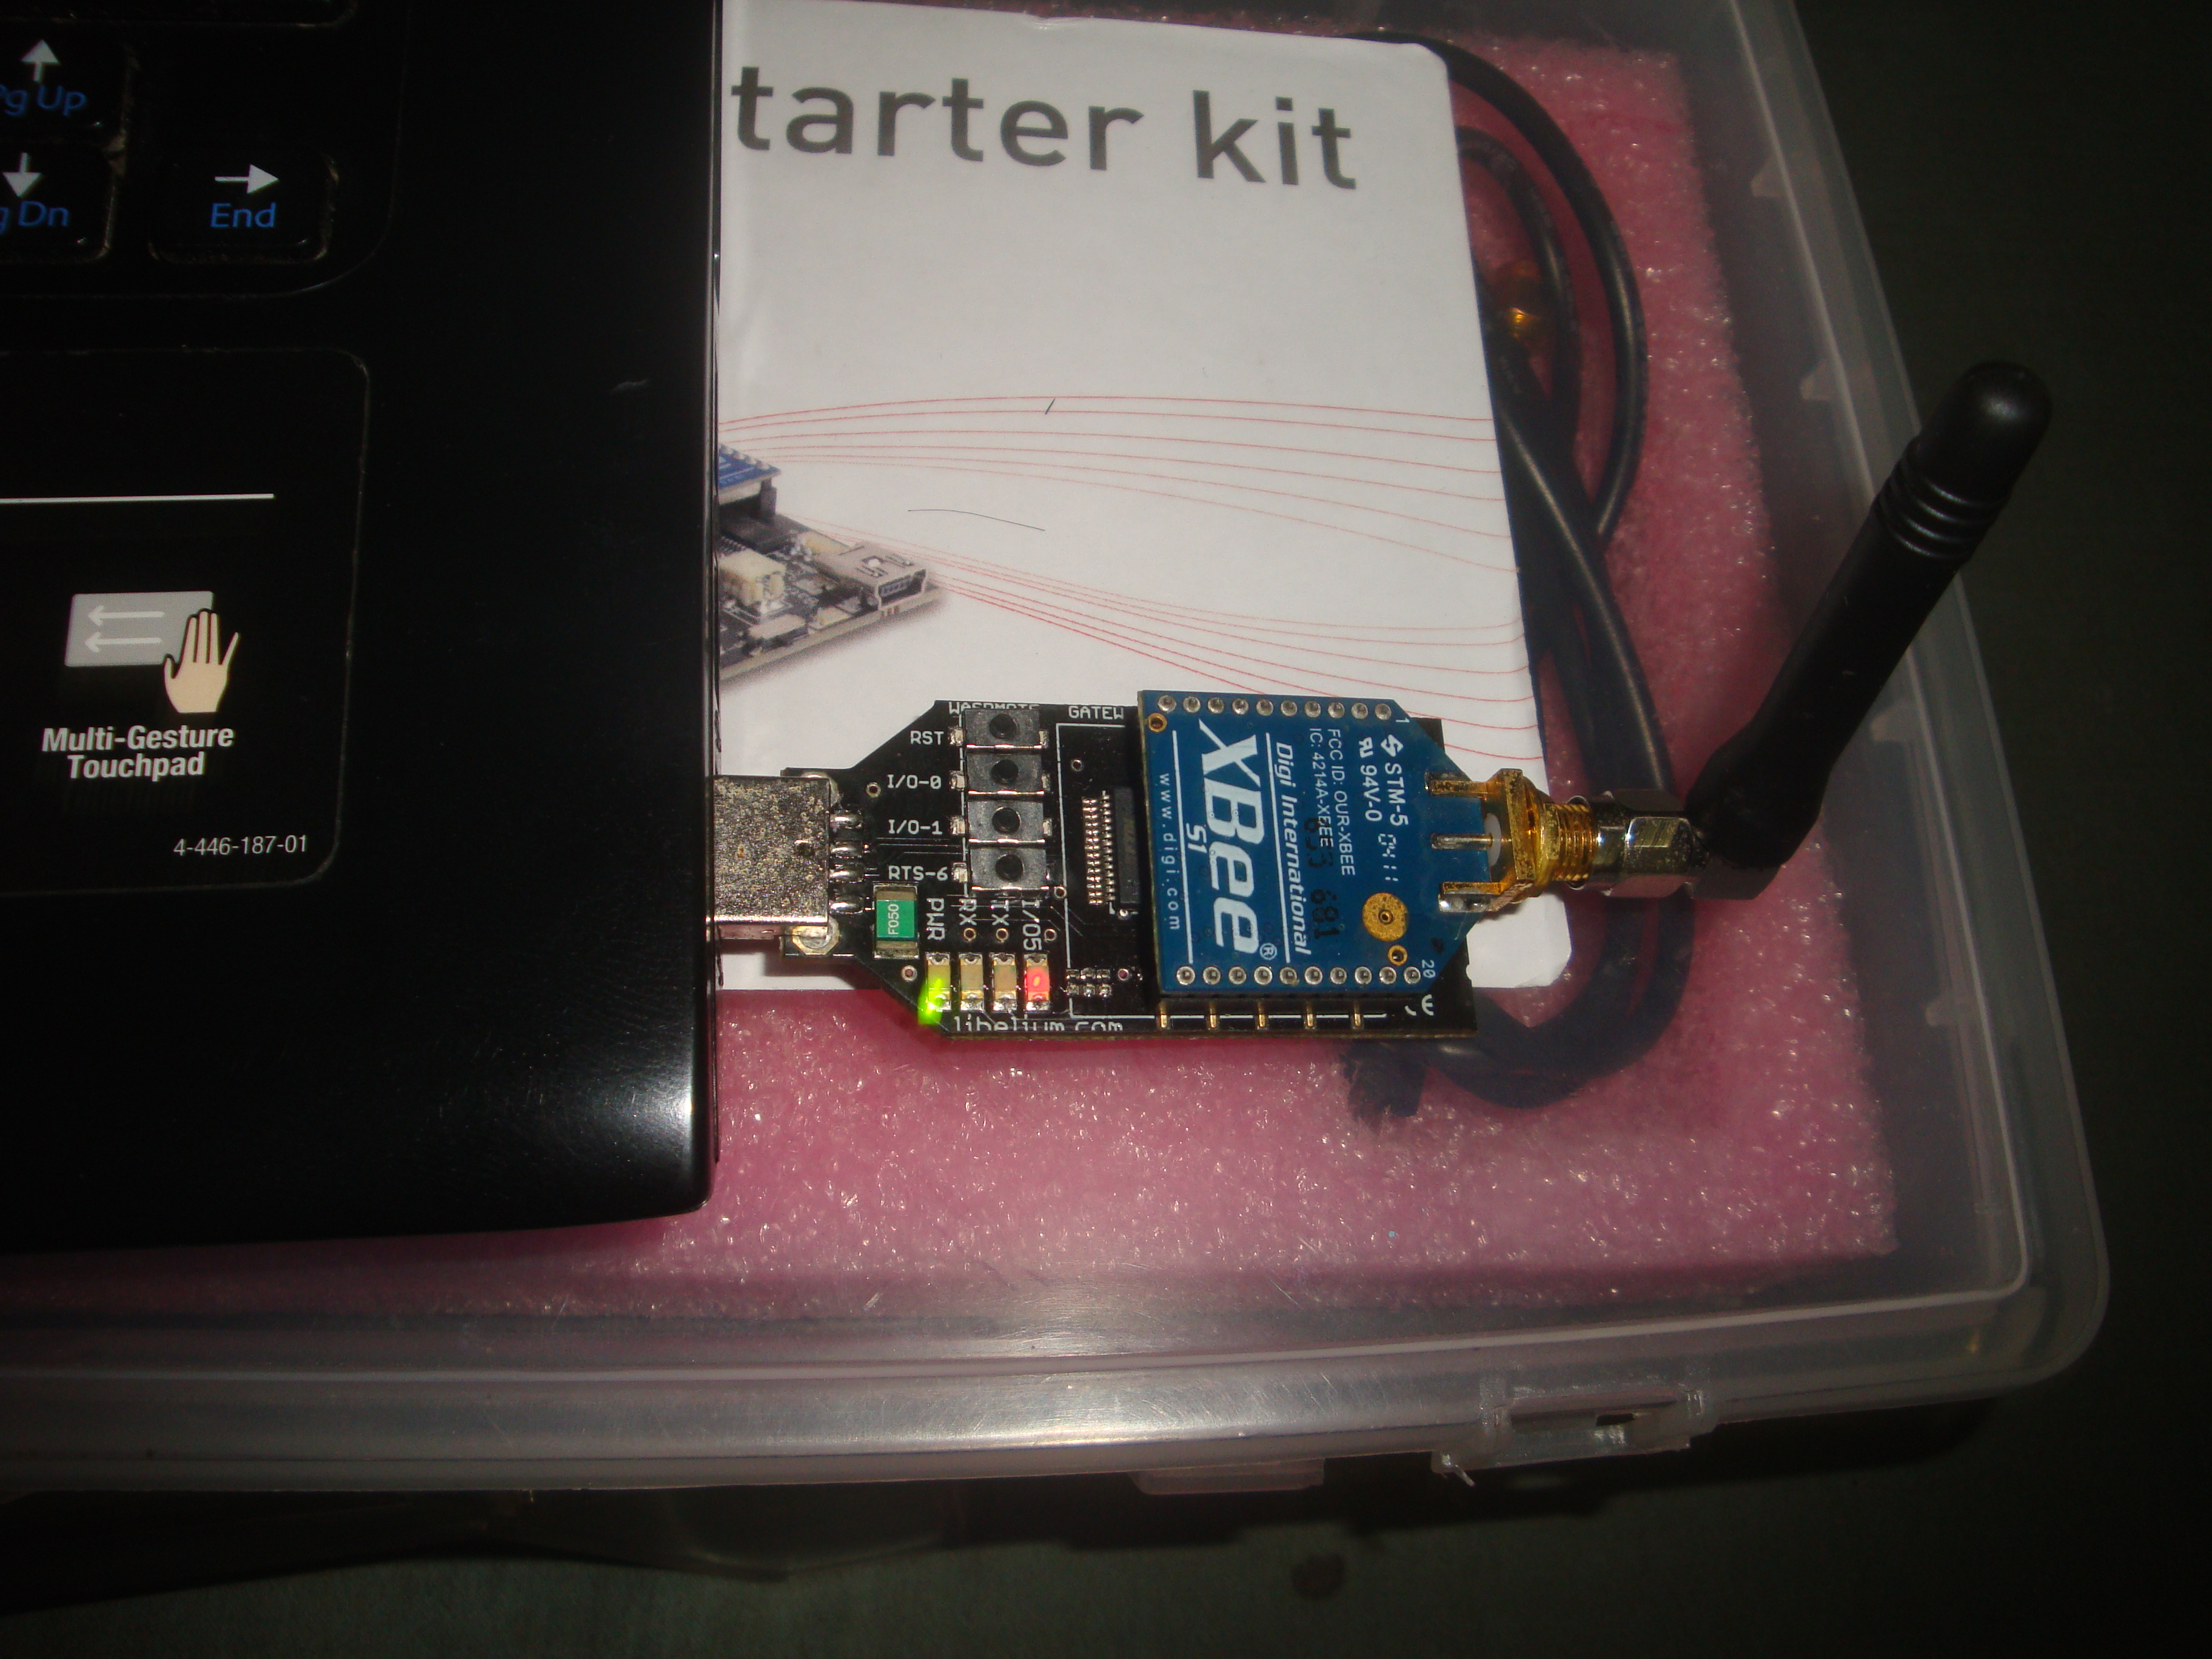 tarter kit
Pg Up
g Dn
End
Multi-Gesture
Touchpad
4-446-187-01
WASPMOTE GATEW
RST
I/O-0
I/O-1
RTS-6
PWR
RX
TX
I/O5
F050
libelium.com
XBee®
S1
www.digi.com
Digi International
FCC ID: OUR-XBEE
IC: 4214A-XBEE
STM-5 0411
94V-0
1
20
CE